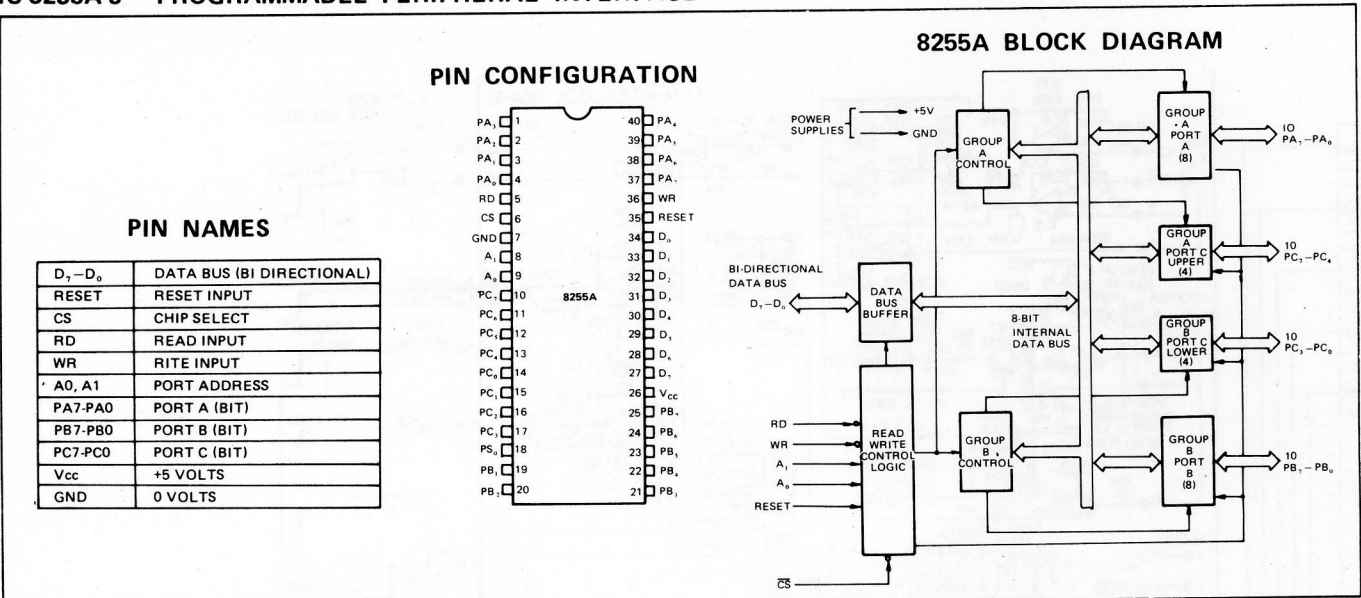 PROGRAMMABLE PERIPHERAL INTERFACE
8255A BLOCK DIAGRAM
PIN CONFIGURATION
PIN NAMES
D₇–D₀ DATA BUS (BI DIRECTIONAL)
RESET RESET INPUT
CS CHIP SELECT
RD READ INPUT
WR RITE INPUT
A0, A1 PORT ADDRESS
PA7-PA0 PORT A (BIT)
PB7-PB0 PORT B (BIT)
PC7-PC0 PORT C (BIT)
Vcc +5 VOLTS
GND 0 VOLTS
PA₃ 1 40 PA₄
PA₂ 2 39 PA₅
PA₁ 3 38 PA₆
PA₀ 4 37 PA₇
RD 5 36 WR
CS 6 35 RESET
GND 7 34 D₀
A₁ 8 33 D₁
A₀ 9 32 D₂
PC₇ 10 31 D₃
8255A
PC₆ 11 30 D₄
PC₅ 12 29 D₅
PC₄ 13 28 D₆
PC₀ 14 27 D₇
PC₁ 15 26 Vcc
PC₂ 16 25 PB₇
PC₃ 17 24 PB₆
PS₀ 18 23 PB₅
PB₁ 19 22 PB₄
PB₂ 20 21 PB₃
POWER SUPPLIES
+5V
GND
GROUP
A
CONTROL
GROUP
A
PORT
A
(8)
IO
PA₇–PA₀
GROUP
A
PORT C
UPPER
(4)
IO
PC₇–PC₄
BI-DIRECTIONAL
DATA BUS
D₇–D₀
DATA
BUS
BUFFER
8-BIT
INTERNAL
DATA BUS
GROUP
B
PORT C
LOWER
(4)
IO
PC₃–PC₀
RD
WR
A₁
A₀
RESET
READ
WRITE
CONTROL
LOGIC
GROUP
B
CONTROL
GROUP
B
PORT
B
(8)
IO
PB₇–PB₀
C̅S̅